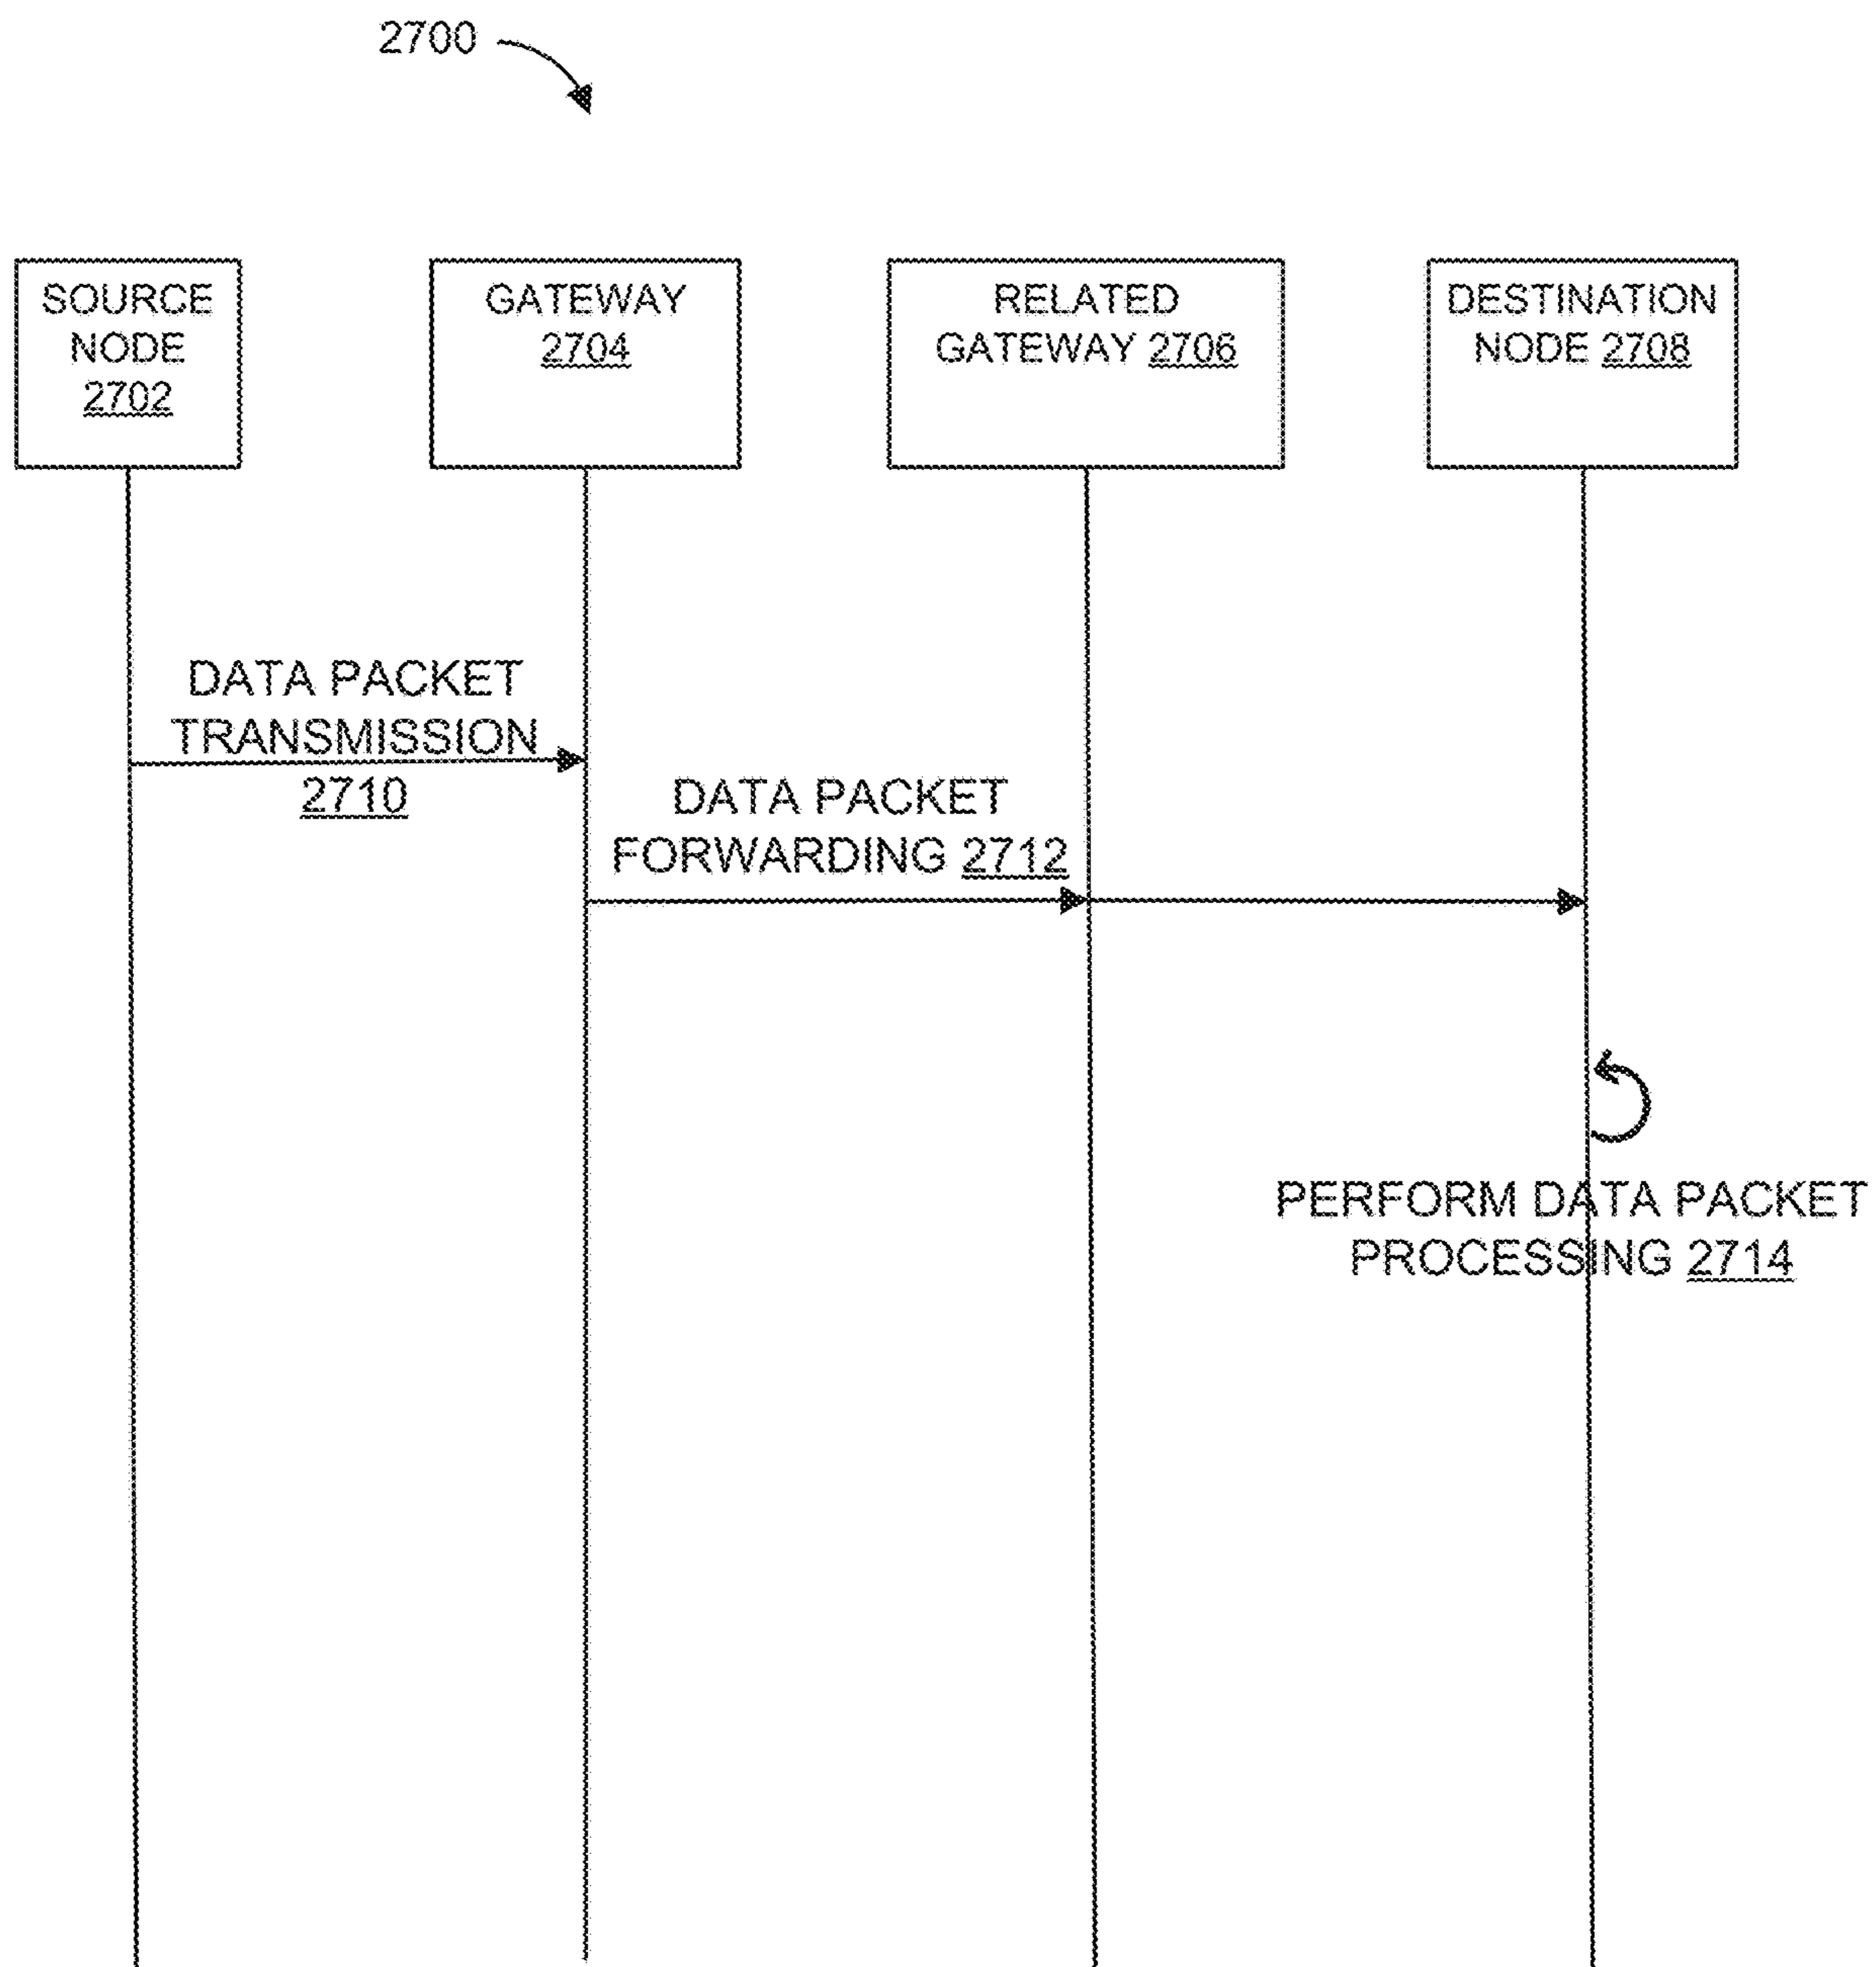 2700
SOURCE
NODE
2702
GATEWAY
2704
RELATED
GATEWAY 2706
DESTINATION
NODE 2708
DATA PACKET
TRANSMISSION
2710
DATA PACKET
FORWARDING 2712
PERFORM DATA PACKET
PROCESSING 2714